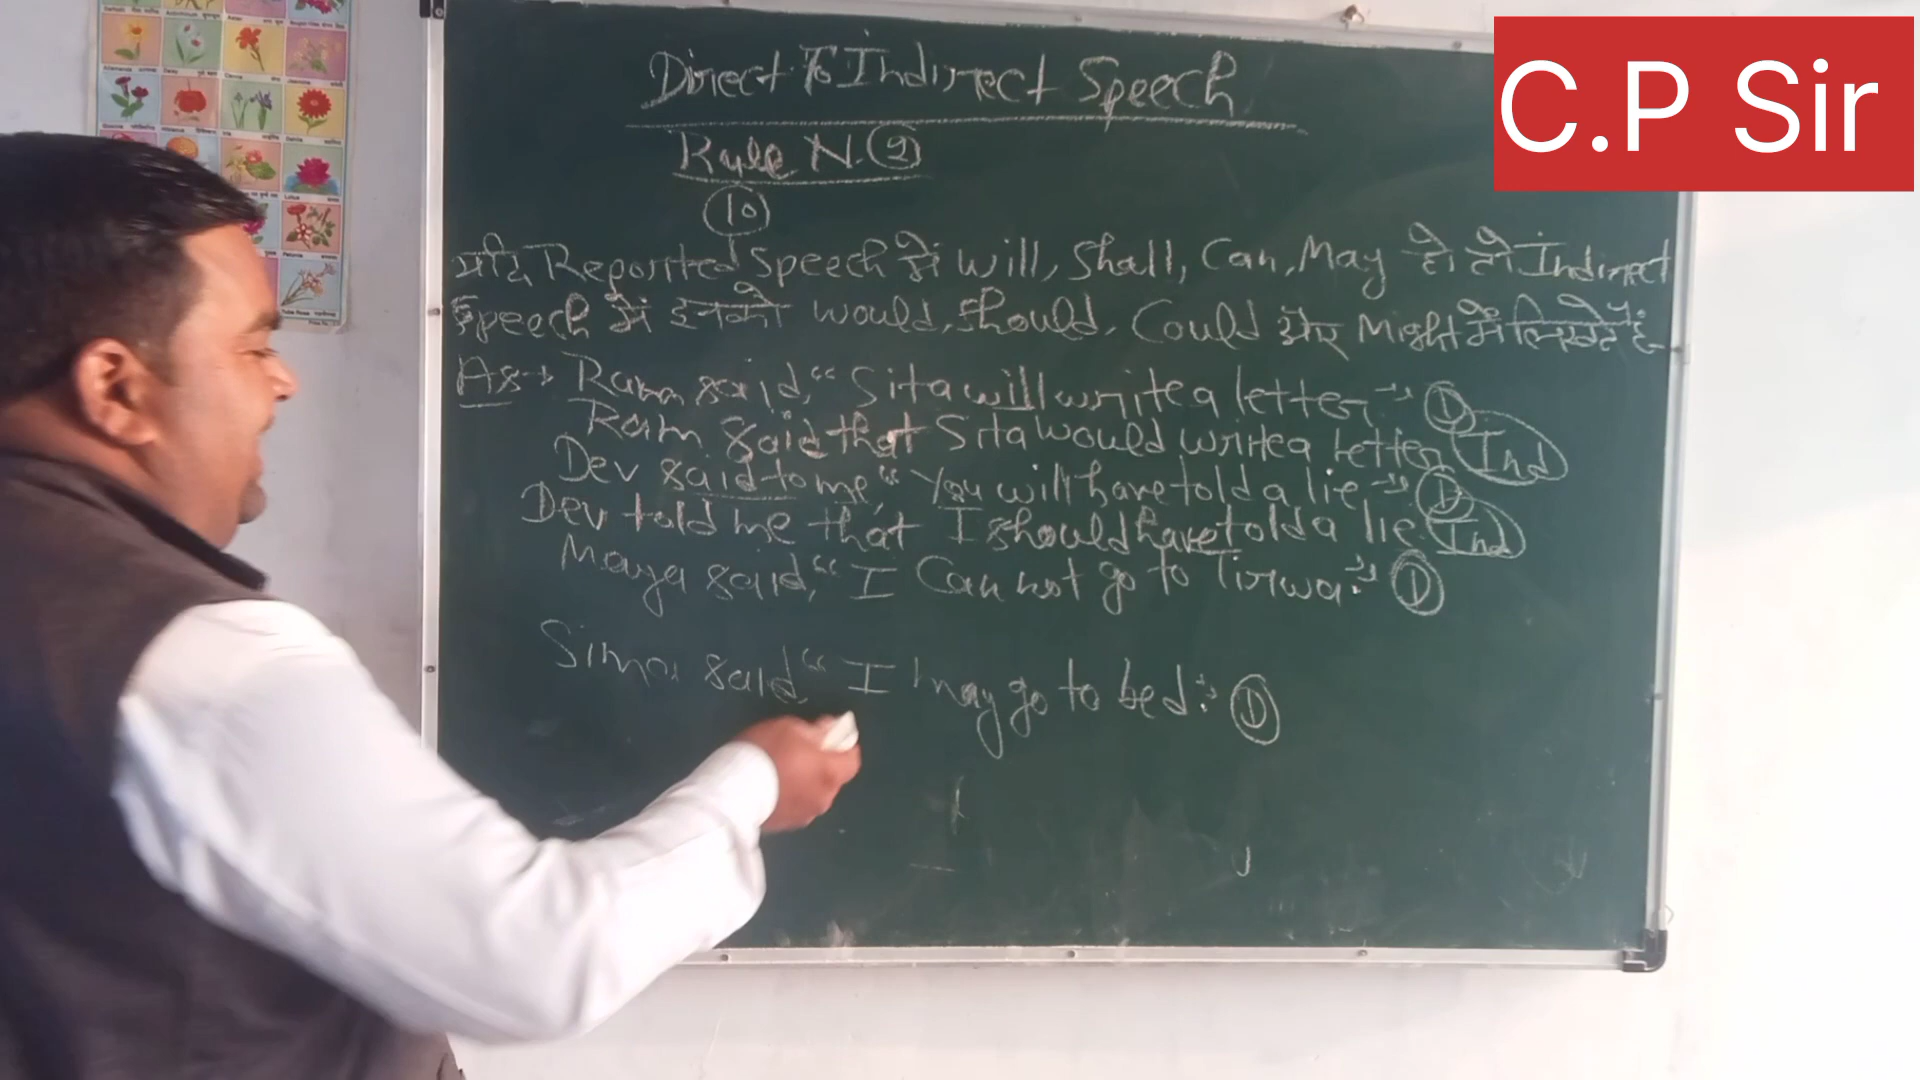 C.P Sir
Direct To Indirect Speech
Rule N. (2)
(10)
यदि Reported Speech में Will, Shall, Can, May हो तो Indirect
Speech में इनको Would, Should, Could और Might में लिखते हैं
As→ Ram said, "Sita will write a letter." (D)
Ram said that Sita would write a letter. (Ind)
Dev said to me, "You will have told a lie." (D)
Dev told me that I should have told a lie. (Ind)
Maya said, "I Can not go to Tirwa." (D)
Sima said, "I may go to bed." (D)